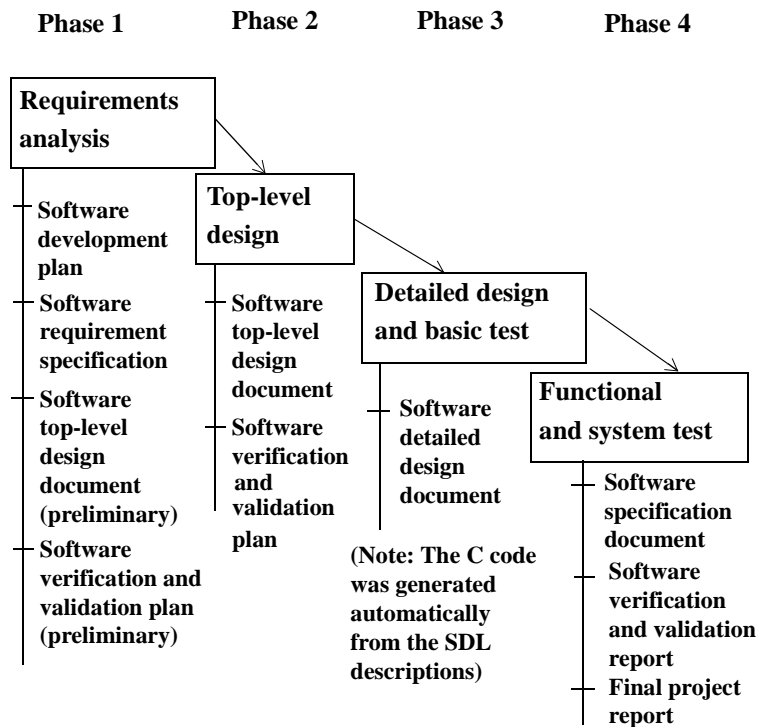 Phase 1
Phase 2
Phase 3
Phase 4
Requirements
analysis
Software
development
plan
Software
requirement
specification
Software
top-level
design
document
(preliminary)
Software
verification and
validation plan
(preliminary)
Top-level
design
Software
top-level
design
document
Software
verification
and
validation
plan
Detailed design
and basic test
Software
detailed
design
document
(Note: The C code
was generated
automatically
from the SDL
descriptions)
Functional
and system test
Software
specification
document
Software
verification
and validation
report
Final project
report